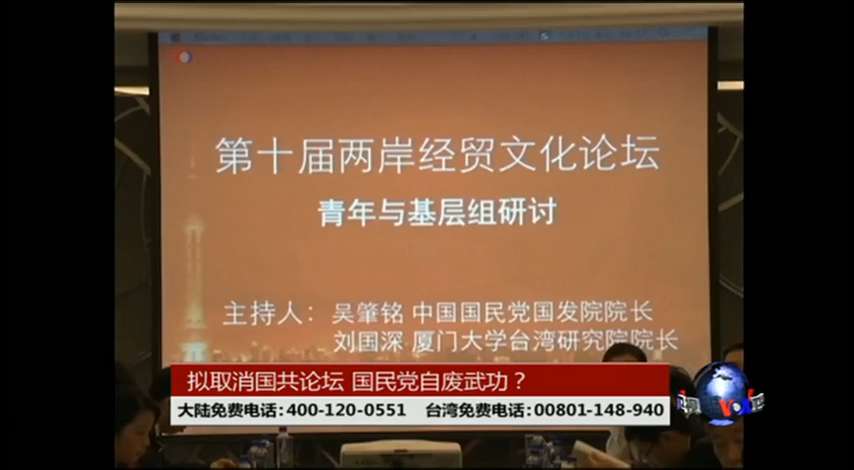 第十届两岸经贸文化论坛
青年与基层组研讨
主持人：吴肇铭 中国国民党国发院院长
刘国深 厦门大学台湾研究院院长
拟取消国共论坛 国民党自废武功？
大陆免费电话：400-120-0551 台湾免费电话：00801-148-940
VOA